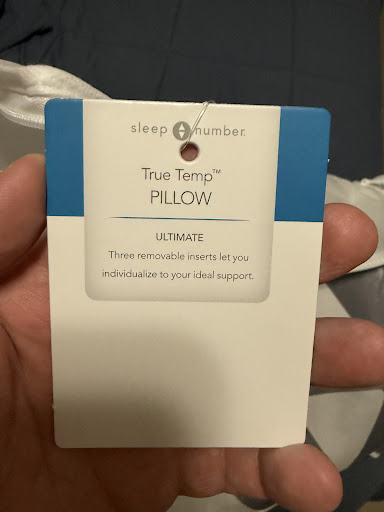 sleep number.
True Temp™
PILLOW
ULTIMATE
Three removable inserts let you
individualize to your ideal support.